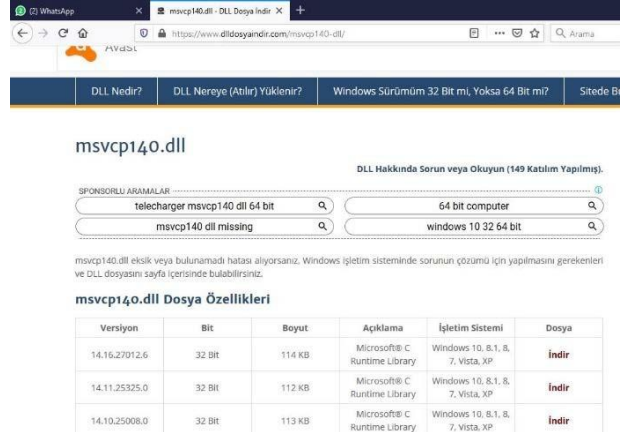 (2) WhatsApp
msvcp140.dll - DLL Dosya İndir
https://www.dlldosyaindir.com/msvcp140-dll/
Arama
Avast
DLL Nedir?
DLL Nereye (Atılır) Yüklenir?
Windows Sürümüm 32 Bit mi, Yoksa 64 Bit mi?
msvcp140.dll
DLL Hakkında Sorun veya Okuyun (149 Katılım Yapılmış).
SPONSORLU ARAMALAR
telecharger msvcp140 dll 64 bit
64 bit computer
msvcp140 dll missing
windows 10 32 64 bit
msvcp140.dll eksik veya bulunamadı hatası alıyorsanız, Windows işletim sisteminde sorunun çözümü için yapılmasını gerekenleri
ve DLL dosyasını sayfa içerisinde bulabilirsiniz.
msvcp140.dll Dosya Özellikleri
Versiyon Bit Boyut Açıklama İşletim Sistemi Dosya
14.16.27012.6 32 Bit 114 KB Microsoft® C Runtime Library Windows 10, 8.1, 8, 7, Vista, XP İndir
14.11.25325.0 32 Bit 112 KB Microsoft® C Runtime Library Windows 10, 8.1, 8, 7, Vista, XP İndir
14.10.25008.0 32 Bit 113 KB Microsoft® C Runtime Library Windows 10, 8.1, 8, 7, Vista, XP İndir